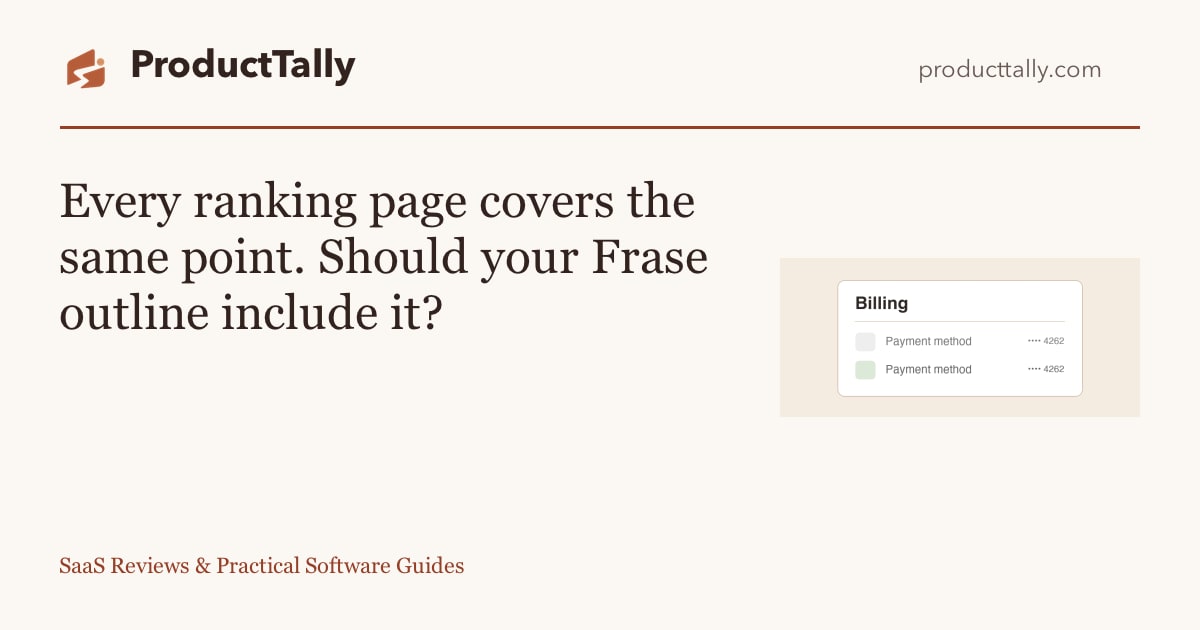 ProductTally
producttally.com
Every ranking page covers the
same point. Should your Frase
outline include it?
Billing
Payment method •••• 4262
Payment method •••• 4262
SaaS Reviews & Practical Software Guides